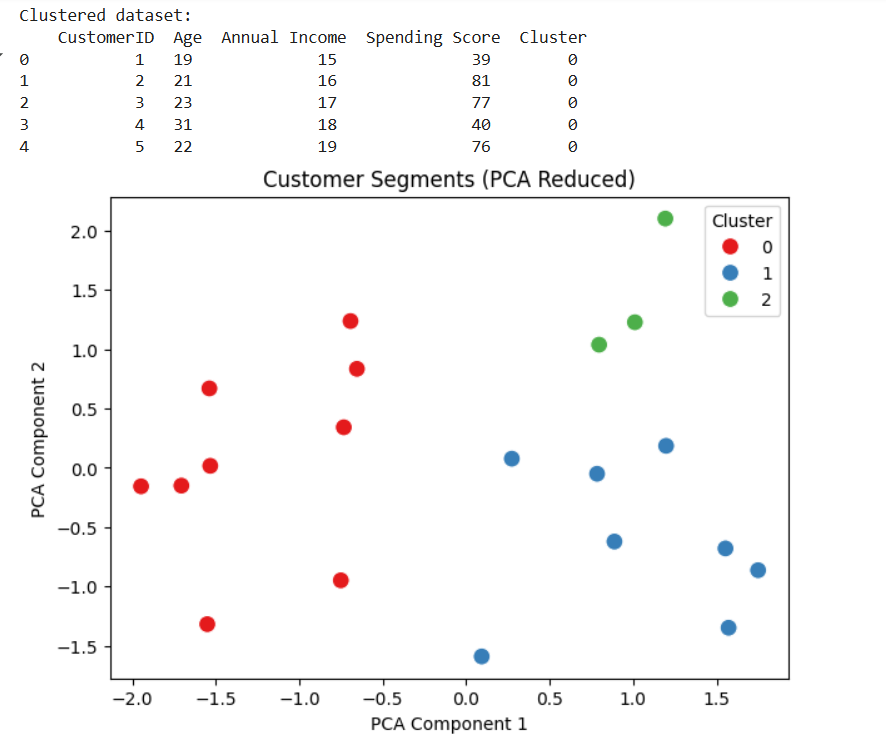 Clustered dataset:
CustomerID Age Annual Income Spending Score Cluster
0 1 19 15 39 0
1 2 21 16 81 0
2 3 23 17 77 0
3 4 31 18 40 0
4 5 22 19 76 0
Customer Segments (PCA Reduced)
Cluster
0
1
2
2.0
1.5
1.0
0.5
0.0
−0.5
−1.0
−1.5
PCA Component 2
−2.0 −1.5 −1.0 −0.5 0.0 0.5 1.0 1.5
PCA Component 1